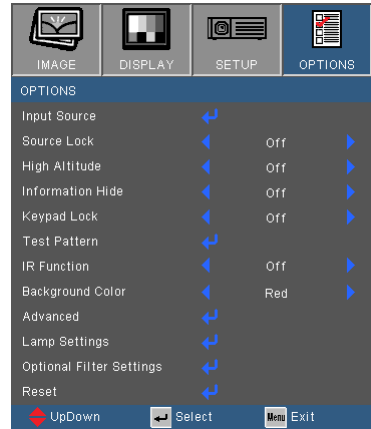 IMAGE DISPLAY SETUP OPTIONS
OPTIONS
Input Source
Source Lock Off
High Altitude Off
Information Hide Off
Keypad Lock Off
Test Pattern
IR Function Off
Background Color Red
Advanced
Lamp Settings
Optional Filter Settings
Reset
UpDown Select Menu Exit